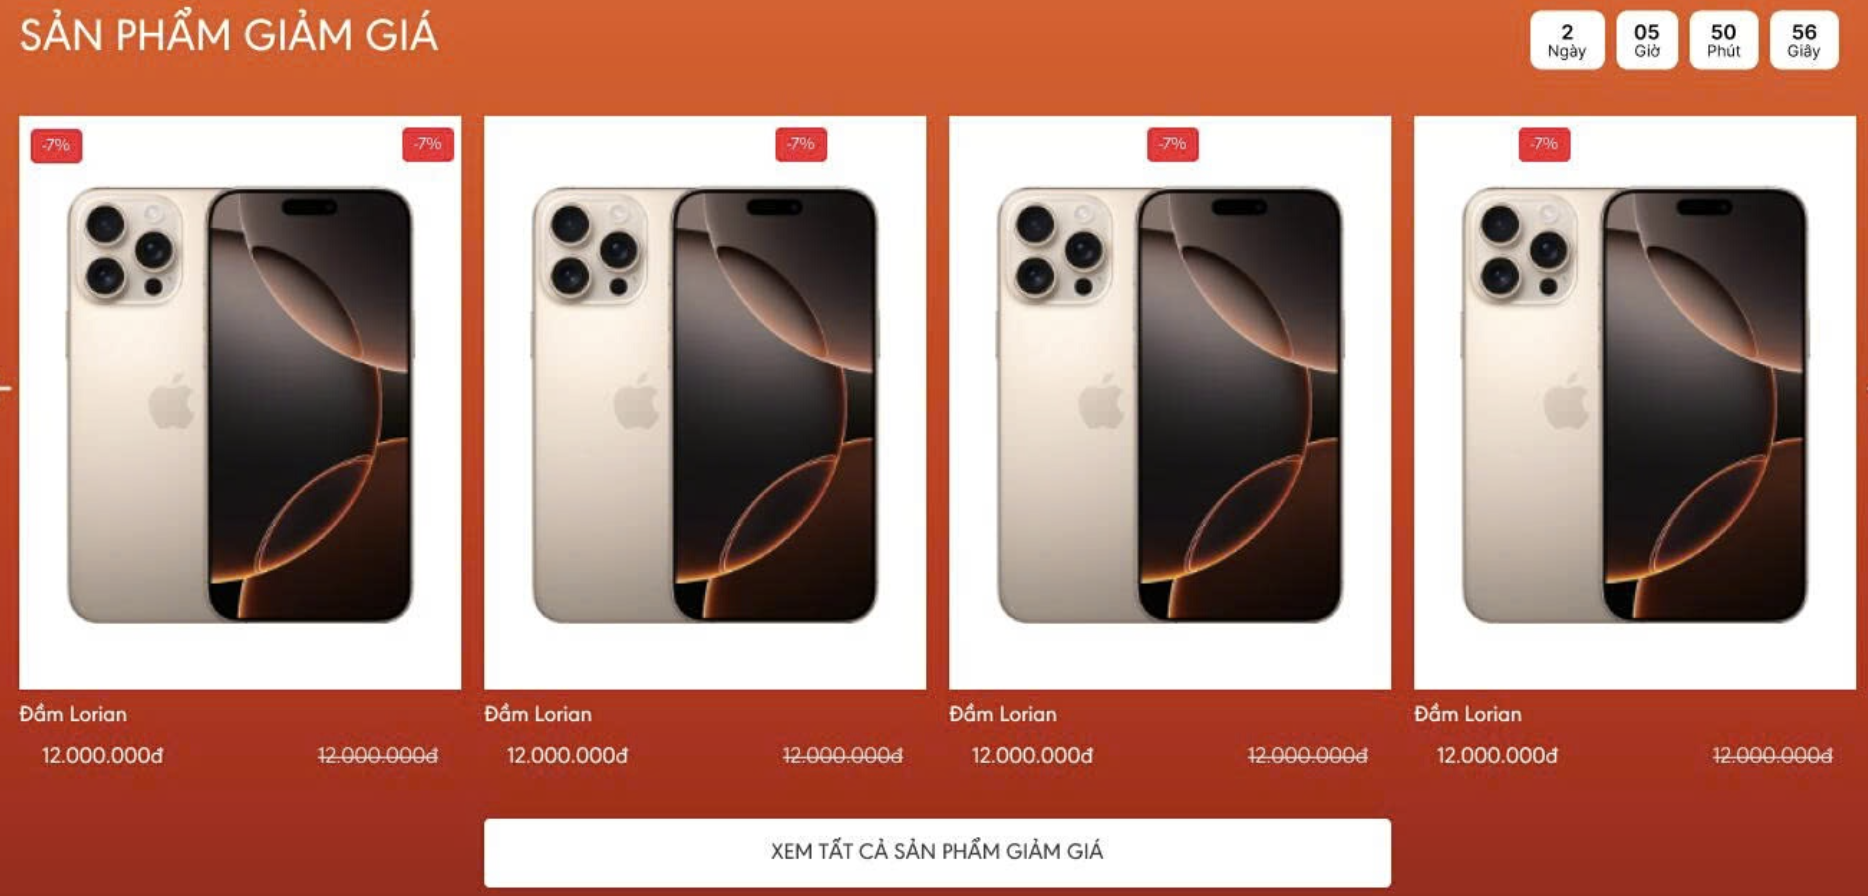 SẢN PHẨM GIẢM GIÁ
2 05 50 56
Ngày Giờ Phút Giây
-7% -7% -7% -7% -7%
Đầm Lorian Đầm Lorian Đầm Lorian Đầm Lorian
12.000.000đ 12.000.000đ 12.000.000đ 12.000.000đ 12.000.000đ 12.000.000đ 12.000.000đ 12.000.000đ
XEM TẤT CẢ SẢN PHẨM GIẢM GIÁ